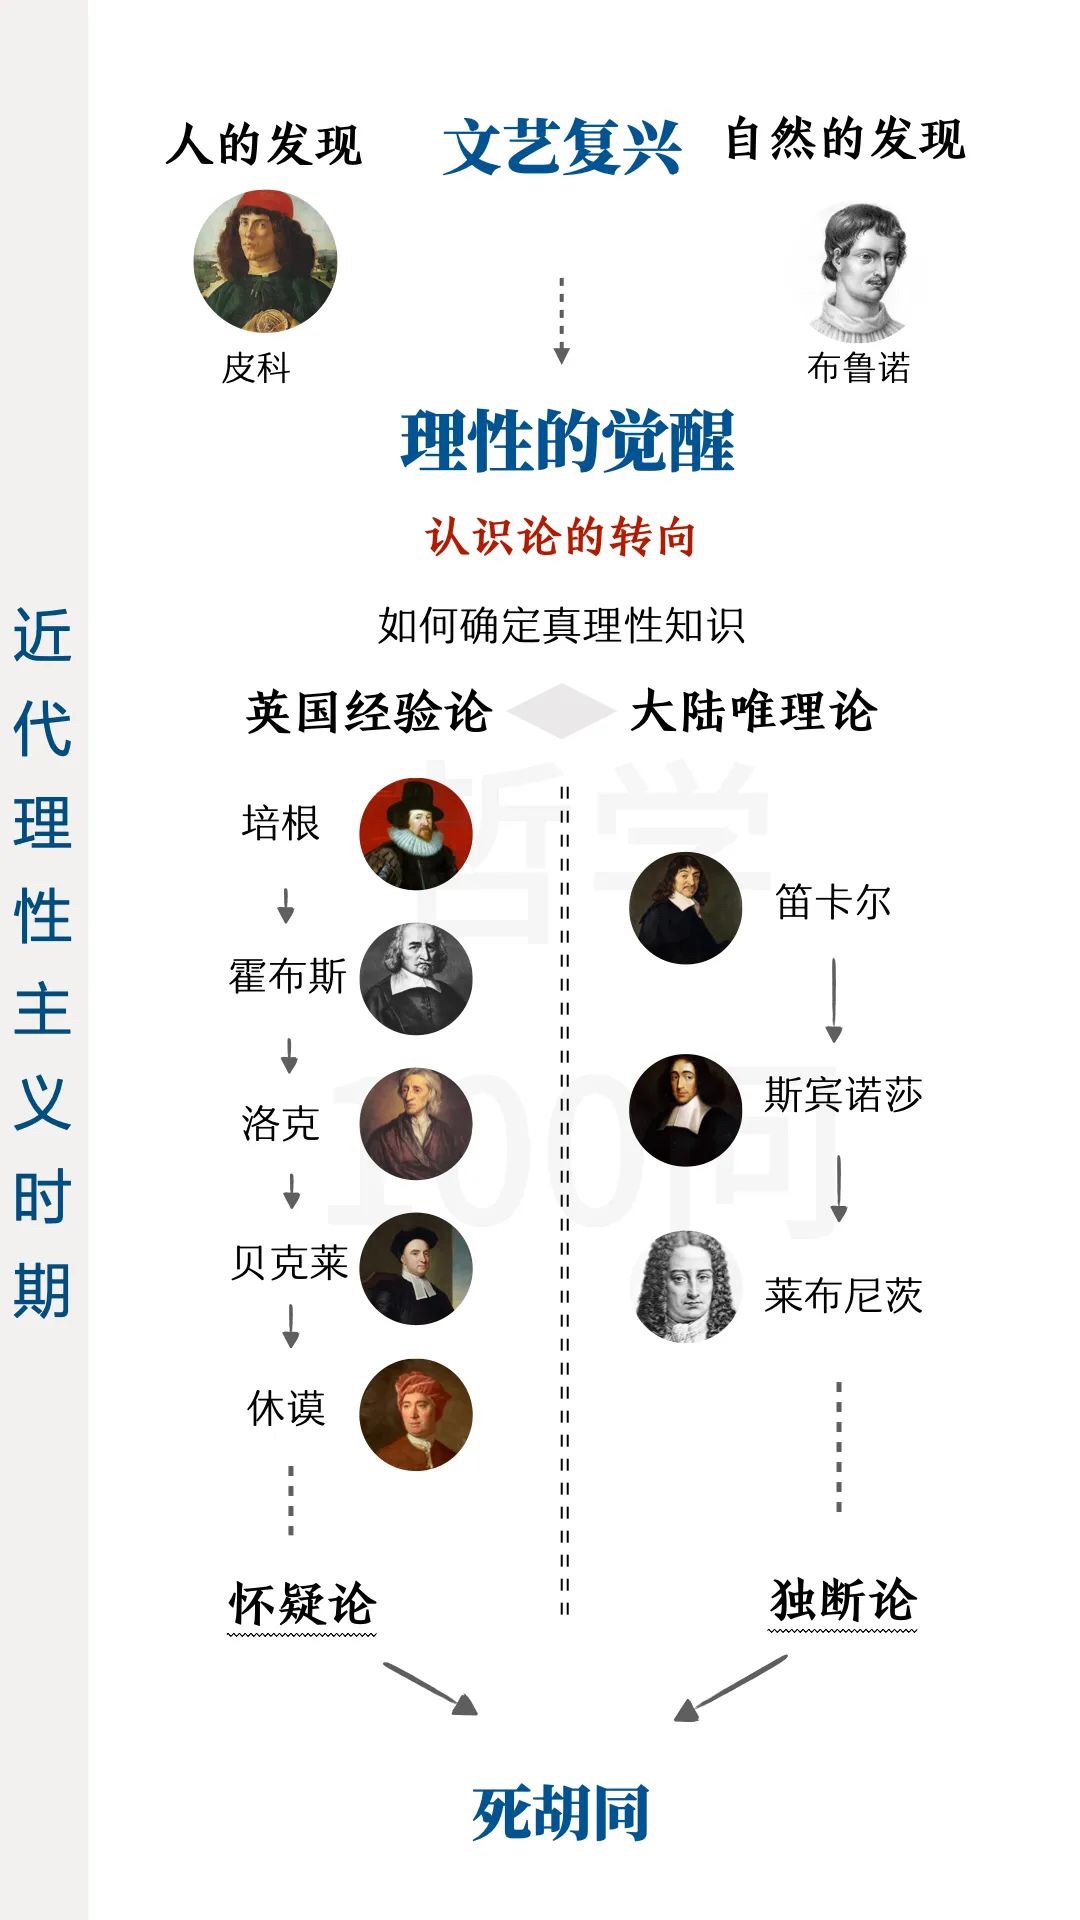 近代理性主义时期
人的发现
文艺复兴
自然的发现
皮科
布鲁诺
理性的觉醒
认识论的转向
如何确定真理性知识
英国经验论
大陆唯理论
培根
霍布斯
洛克
贝克莱
休谟
怀疑论
笛卡尔
斯宾诺莎
莱布尼茨
独断论
死胡同
哲学
100问